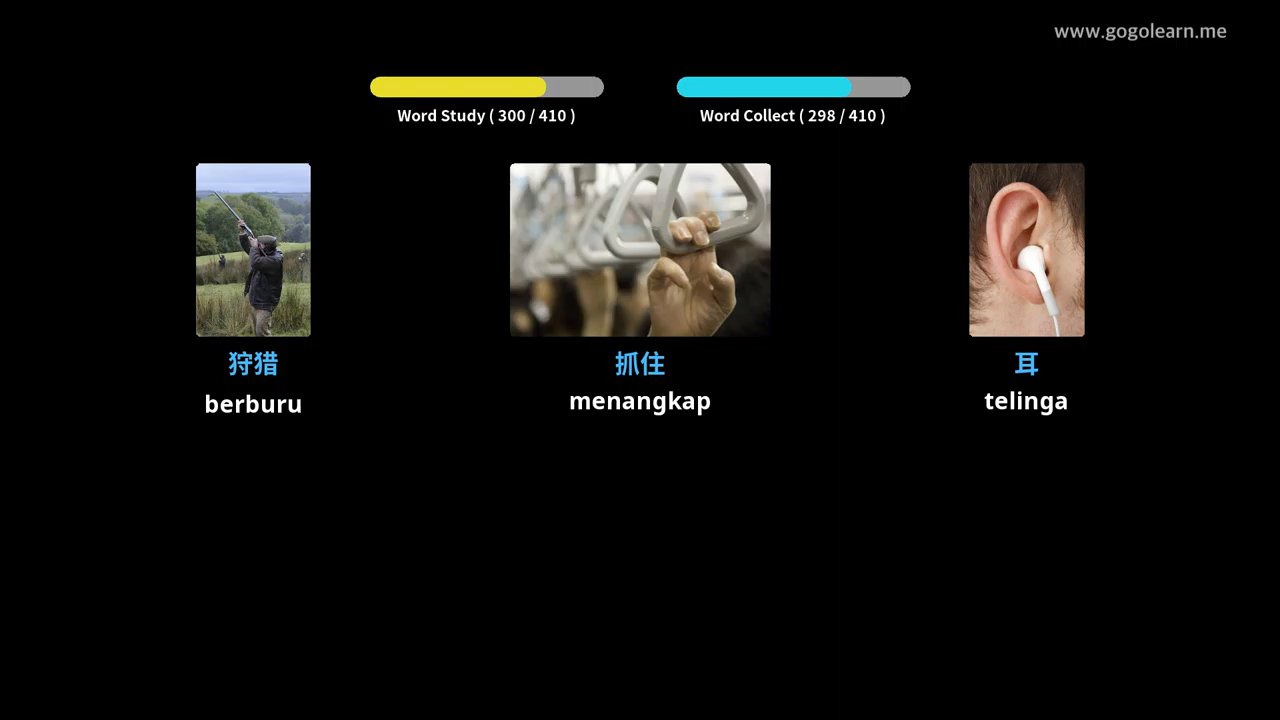 www.gogolearn.me
Word Study ( 300 / 410 )
Word Collect ( 298 / 410 )
狩猎
抓住
耳
berburu
menangkap
telinga